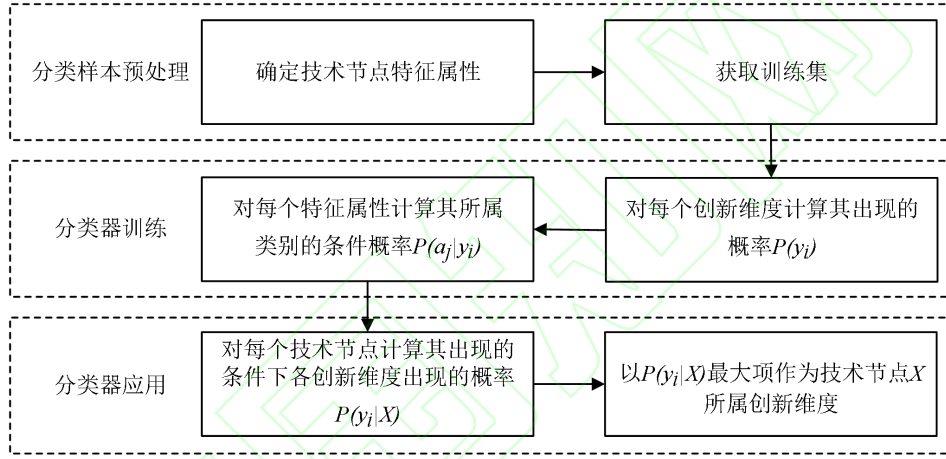 分类样本预处理
确定技术节点特征属性
获取训练集
分类器训练
对每个特征属性计算其所属
类别的条件概率P(aj|yi)
对每个创新维度计算其出现的
概率P(yi)
分类器应用
对每个技术节点计算其出现的
条件下各创新维度出现的概率
P(yi|X)
以P(yi|X)最大项作为技术节点X
所属创新维度